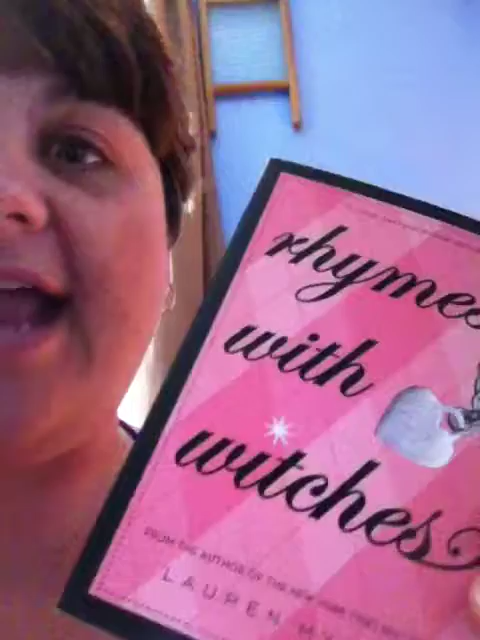 rhymes
with
witches
FROM THE AUTHOR OF THE NEW YORK TIMES
LAUREN